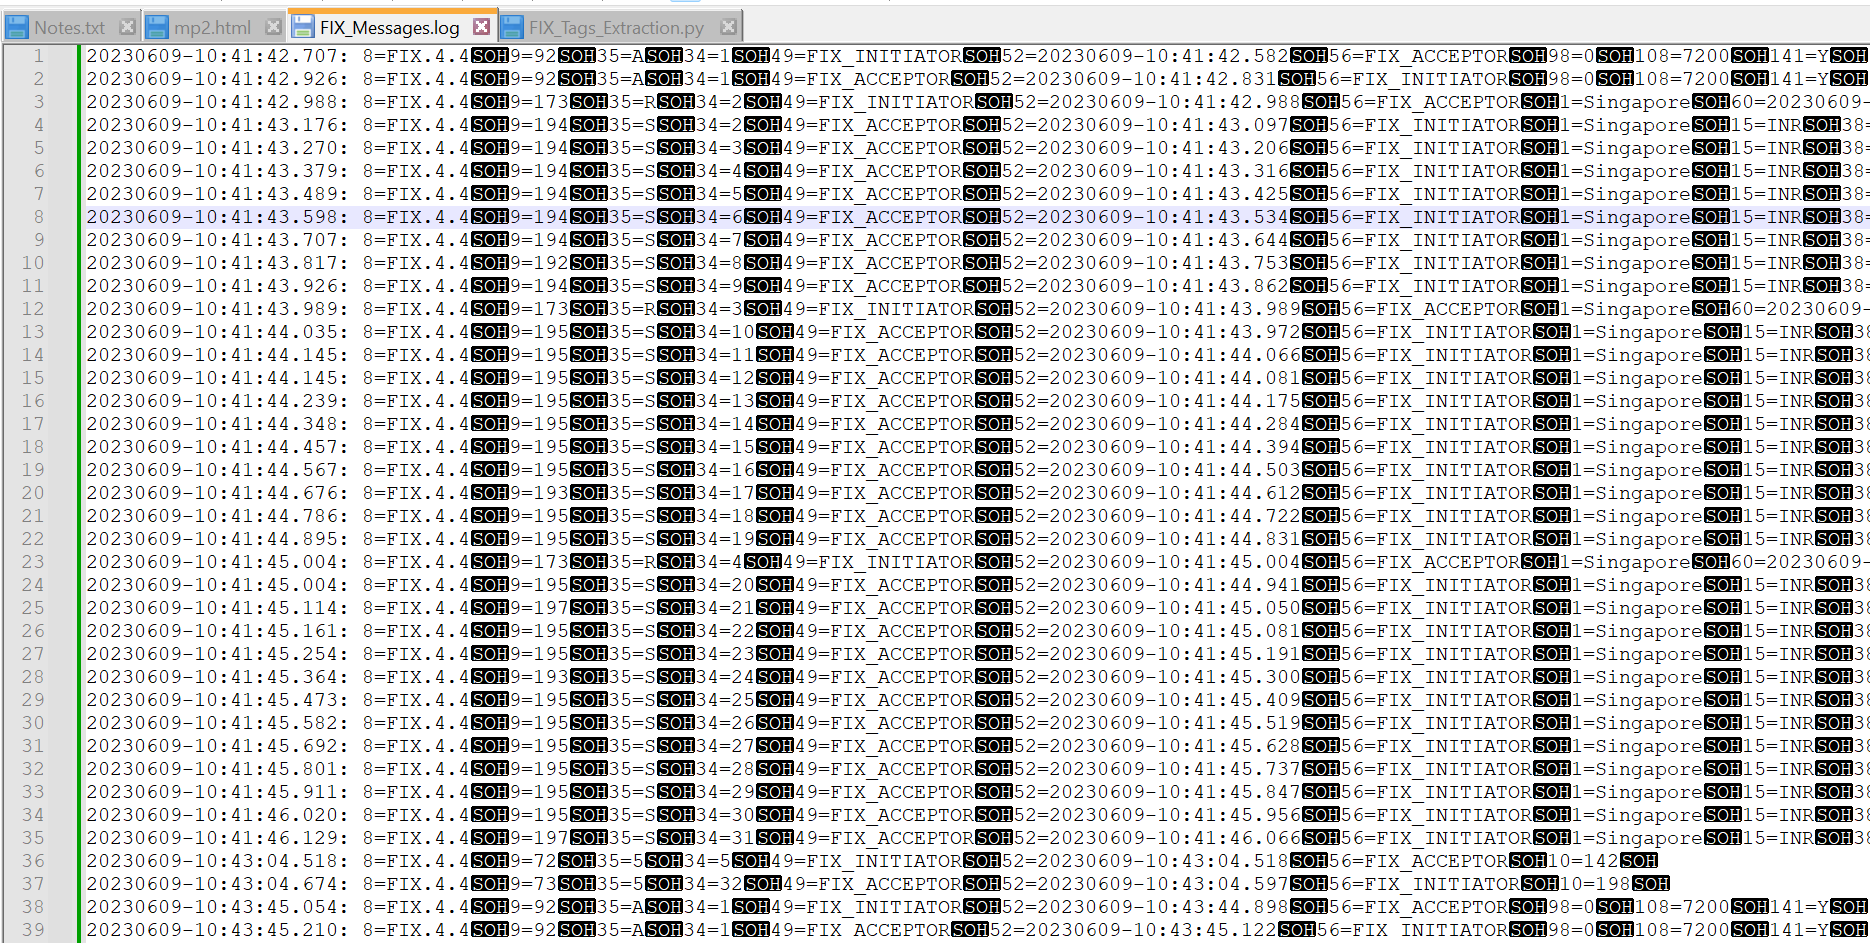 Notes.txt mp2.html FIX_Messages.log FIX_Tags_Extraction.py
1 20230609-10:41:42.707: 8=FIX.4.4SOH9=92SOH35=ASOH34=1SOH49=FIX_INITIATORSOH52=20230609-10:41:42.582SOH56=FIX_ACCEPTORSOH98=0SOH108=7200SOH141=YSOH
2 20230609-10:41:42.926: 8=FIX.4.4SOH9=92SOH35=ASOH34=1SOH49=FIX_ACCEPTORSOH52=20230609-10:41:42.831SOH56=FIX_INITIATORSOH98=0SOH108=7200SOH141=YSOH
3 20230609-10:41:42.988: 8=FIX.4.4SOH9=173SOH35=RSOH34=2SOH49=FIX_INITIATORSOH52=20230609-10:41:42.988SOH56=FIX_ACCEPTORSOH1=SingaporeSOH60=20230609-
4 20230609-10:41:43.176: 8=FIX.4.4SOH9=194SOH35=SSOH34=2SOH49=FIX_ACCEPTORSOH52=20230609-10:41:43.097SOH56=FIX_INITIATORSOH1=SingaporeSOH15=INRSOH38=
5 20230609-10:41:43.270: 8=FIX.4.4SOH9=194SOH35=SSOH34=3SOH49=FIX_ACCEPTORSOH52=20230609-10:41:43.206SOH56=FIX_INITIATORSOH1=SingaporeSOH15=INRSOH38=
6 20230609-10:41:43.379: 8=FIX.4.4SOH9=194SOH35=SSOH34=4SOH49=FIX_ACCEPTORSOH52=20230609-10:41:43.316SOH56=FIX_INITIATORSOH1=SingaporeSOH15=INRSOH38=
7 20230609-10:41:43.489: 8=FIX.4.4SOH9=194SOH35=SSOH34=5SOH49=FIX_ACCEPTORSOH52=20230609-10:41:43.425SOH56=FIX_INITIATORSOH1=SingaporeSOH15=INRSOH38=
8 20230609-10:41:43.598: 8=FIX.4.4SOH9=194SOH35=SSOH34=6SOH49=FIX_ACCEPTORSOH52=20230609-10:41:43.534SOH56=FIX_INITIATORSOH1=SingaporeSOH15=INRSOH38=
9 20230609-10:41:43.707: 8=FIX.4.4SOH9=194SOH35=SSOH34=7SOH49=FIX_ACCEPTORSOH52=20230609-10:41:43.644SOH56=FIX_INITIATORSOH1=SingaporeSOH15=INRSOH38=
10 20230609-10:41:43.817: 8=FIX.4.4SOH9=192SOH35=SSOH34=8SOH49=FIX_ACCEPTORSOH52=20230609-10:41:43.753SOH56=FIX_INITIATORSOH1=SingaporeSOH15=INRSOH38=
11 20230609-10:41:43.926: 8=FIX.4.4SOH9=194SOH35=SSOH34=9SOH49=FIX_ACCEPTORSOH52=20230609-10:41:43.862SOH56=FIX_INITIATORSOH1=SingaporeSOH15=INRSOH38=
12 20230609-10:41:43.989: 8=FIX.4.4SOH9=173SOH35=RSOH34=3SOH49=FIX_INITIATORSOH52=20230609-10:41:43.989SOH56=FIX_ACCEPTORSOH1=SingaporeSOH60=20230609-
13 20230609-10:41:44.035: 8=FIX.4.4SOH9=195SOH35=SSOH34=10SOH49=FIX_ACCEPTORSOH52=20230609-10:41:43.972SOH56=FIX_INITIATORSOH1=SingaporeSOH15=INRSOH38
14 20230609-10:41:44.145: 8=FIX.4.4SOH9=195SOH35=SSOH34=11SOH49=FIX_ACCEPTORSOH52=20230609-10:41:44.066SOH56=FIX_INITIATORSOH1=SingaporeSOH15=INRSOH38
15 20230609-10:41:44.145: 8=FIX.4.4SOH9=195SOH35=SSOH34=12SOH49=FIX_ACCEPTORSOH52=20230609-10:41:44.081SOH56=FIX_INITIATORSOH1=SingaporeSOH15=INRSOH38
16 20230609-10:41:44.239: 8=FIX.4.4SOH9=195SOH35=SSOH34=13SOH49=FIX_ACCEPTORSOH52=20230609-10:41:44.175SOH56=FIX_INITIATORSOH1=SingaporeSOH15=INRSOH38
17 20230609-10:41:44.348: 8=FIX.4.4SOH9=195SOH35=SSOH34=14SOH49=FIX_ACCEPTORSOH52=20230609-10:41:44.284SOH56=FIX_INITIATORSOH1=SingaporeSOH15=INRSOH38
18 20230609-10:41:44.457: 8=FIX.4.4SOH9=195SOH35=SSOH34=15SOH49=FIX_ACCEPTORSOH52=20230609-10:41:44.394SOH56=FIX_INITIATORSOH1=SingaporeSOH15=INRSOH38
19 20230609-10:41:44.567: 8=FIX.4.4SOH9=195SOH35=SSOH34=16SOH49=FIX_ACCEPTORSOH52=20230609-10:41:44.503SOH56=FIX_INITIATORSOH1=SingaporeSOH15=INRSOH38
20 20230609-10:41:44.676: 8=FIX.4.4SOH9=193SOH35=SSOH34=17SOH49=FIX_ACCEPTORSOH52=20230609-10:41:44.612SOH56=FIX_INITIATORSOH1=SingaporeSOH15=INRSOH38
21 20230609-10:41:44.786: 8=FIX.4.4SOH9=195SOH35=SSOH34=18SOH49=FIX_ACCEPTORSOH52=20230609-10:41:44.722SOH56=FIX_INITIATORSOH1=SingaporeSOH15=INRSOH38
22 20230609-10:41:44.895: 8=FIX.4.4SOH9=195SOH35=SSOH34=19SOH49=FIX_ACCEPTORSOH52=20230609-10:41:44.831SOH56=FIX_INITIATORSOH1=SingaporeSOH15=INRSOH38
23 20230609-10:41:45.004: 8=FIX.4.4SOH9=173SOH35=RSOH34=4SOH49=FIX_INITIATORSOH52=20230609-10:41:45.004SOH56=FIX_ACCEPTORSOH1=SingaporeSOH60=20230609-
24 20230609-10:41:45.004: 8=FIX.4.4SOH9=195SOH35=SSOH34=20SOH49=FIX_ACCEPTORSOH52=20230609-10:41:44.941SOH56=FIX_INITIATORSOH1=SingaporeSOH15=INRSOH38
25 20230609-10:41:45.114: 8=FIX.4.4SOH9=197SOH35=SSOH34=21SOH49=FIX_ACCEPTORSOH52=20230609-10:41:45.050SOH56=FIX_INITIATORSOH1=SingaporeSOH15=INRSOH38
26 20230609-10:41:45.161: 8=FIX.4.4SOH9=195SOH35=SSOH34=22SOH49=FIX_ACCEPTORSOH52=20230609-10:41:45.081SOH56=FIX_INITIATORSOH1=SingaporeSOH15=INRSOH38
27 20230609-10:41:45.254: 8=FIX.4.4SOH9=195SOH35=SSOH34=23SOH49=FIX_ACCEPTORSOH52=20230609-10:41:45.191SOH56=FIX_INITIATORSOH1=SingaporeSOH15=INRSOH38
28 20230609-10:41:45.364: 8=FIX.4.4SOH9=193SOH35=SSOH34=24SOH49=FIX_ACCEPTORSOH52=20230609-10:41:45.300SOH56=FIX_INITIATORSOH1=SingaporeSOH15=INRSOH38
29 20230609-10:41:45.473: 8=FIX.4.4SOH9=195SOH35=SSOH34=25SOH49=FIX_ACCEPTORSOH52=20230609-10:41:45.409SOH56=FIX_INITIATORSOH1=SingaporeSOH15=INRSOH38
30 20230609-10:41:45.582: 8=FIX.4.4SOH9=195SOH35=SSOH34=26SOH49=FIX_ACCEPTORSOH52=20230609-10:41:45.519SOH56=FIX_INITIATORSOH1=SingaporeSOH15=INRSOH38
31 20230609-10:41:45.692: 8=FIX.4.4SOH9=195SOH35=SSOH34=27SOH49=FIX_ACCEPTORSOH52=20230609-10:41:45.628SOH56=FIX_INITIATORSOH1=SingaporeSOH15=INRSOH38
32 20230609-10:41:45.801: 8=FIX.4.4SOH9=195SOH35=SSOH34=28SOH49=FIX_ACCEPTORSOH52=20230609-10:41:45.737SOH56=FIX_INITIATORSOH1=SingaporeSOH15=INRSOH38
33 20230609-10:41:45.911: 8=FIX.4.4SOH9=195SOH35=SSOH34=29SOH49=FIX_ACCEPTORSOH52=20230609-10:41:45.847SOH56=FIX_INITIATORSOH1=SingaporeSOH15=INRSOH38
34 20230609-10:41:46.020: 8=FIX.4.4SOH9=195SOH35=SSOH34=30SOH49=FIX_ACCEPTORSOH52=20230609-10:41:45.956SOH56=FIX_INITIATORSOH1=SingaporeSOH15=INRSOH38
35 20230609-10:41:46.129: 8=FIX.4.4SOH9=197SOH35=SSOH34=31SOH49=FIX_ACCEPTORSOH52=20230609-10:41:46.066SOH56=FIX_INITIATORSOH1=SingaporeSOH15=INRSOH38
36 20230609-10:43:04.518: 8=FIX.4.4SOH9=72SOH35=5SOH34=5SOH49=FIX_INITIATORSOH52=20230609-10:43:04.518SOH56=FIX_ACCEPTORSOH10=142SOH
37 20230609-10:43:04.674: 8=FIX.4.4SOH9=73SOH35=5SOH34=32SOH49=FIX_ACCEPTORSOH52=20230609-10:43:04.597SOH56=FIX_INITIATORSOH10=198SOH
38 20230609-10:43:45.054: 8=FIX.4.4SOH9=92SOH35=ASOH34=1SOH49=FIX_INITIATORSOH52=20230609-10:43:44.898SOH56=FIX_ACCEPTORSOH98=0SOH108=7200SOH141=YSOH
39 20230609-10:43:45.210: 8=FIX.4.4SOH9=92SOH35=ASOH34=1SOH49=FIX_ACCEPTORSOH52=20230609-10:43:45.122SOH56=FIX_INITIATORSOH98=0SOH108=7200SOH141=YSOH